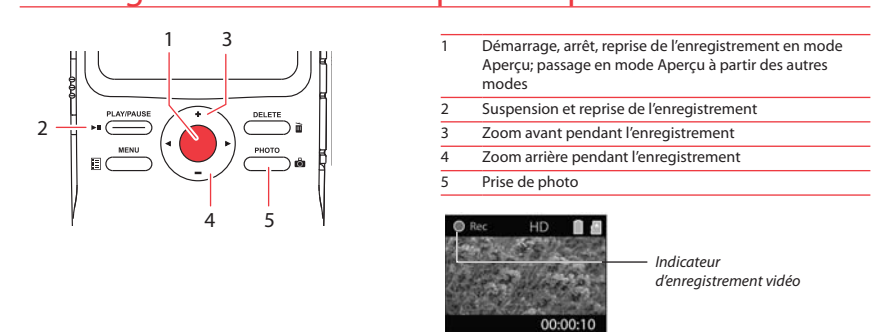 1 3
PLAY/PAUSE
DELETE
2
MENU
PHOTO
4 5
1 Démarrage, arrêt, reprise de l’enregistrement en mode
Aperçu; passage en mode Aperçu à partir des autres
modes
2 Suspension et reprise de l’enregistrement
3 Zoom avant pendant l’enregistrement
4 Zoom arrière pendant l’enregistrement
5 Prise de photo
Rec HD
Indicateur
d’enregistrement vidéo
00:00:10